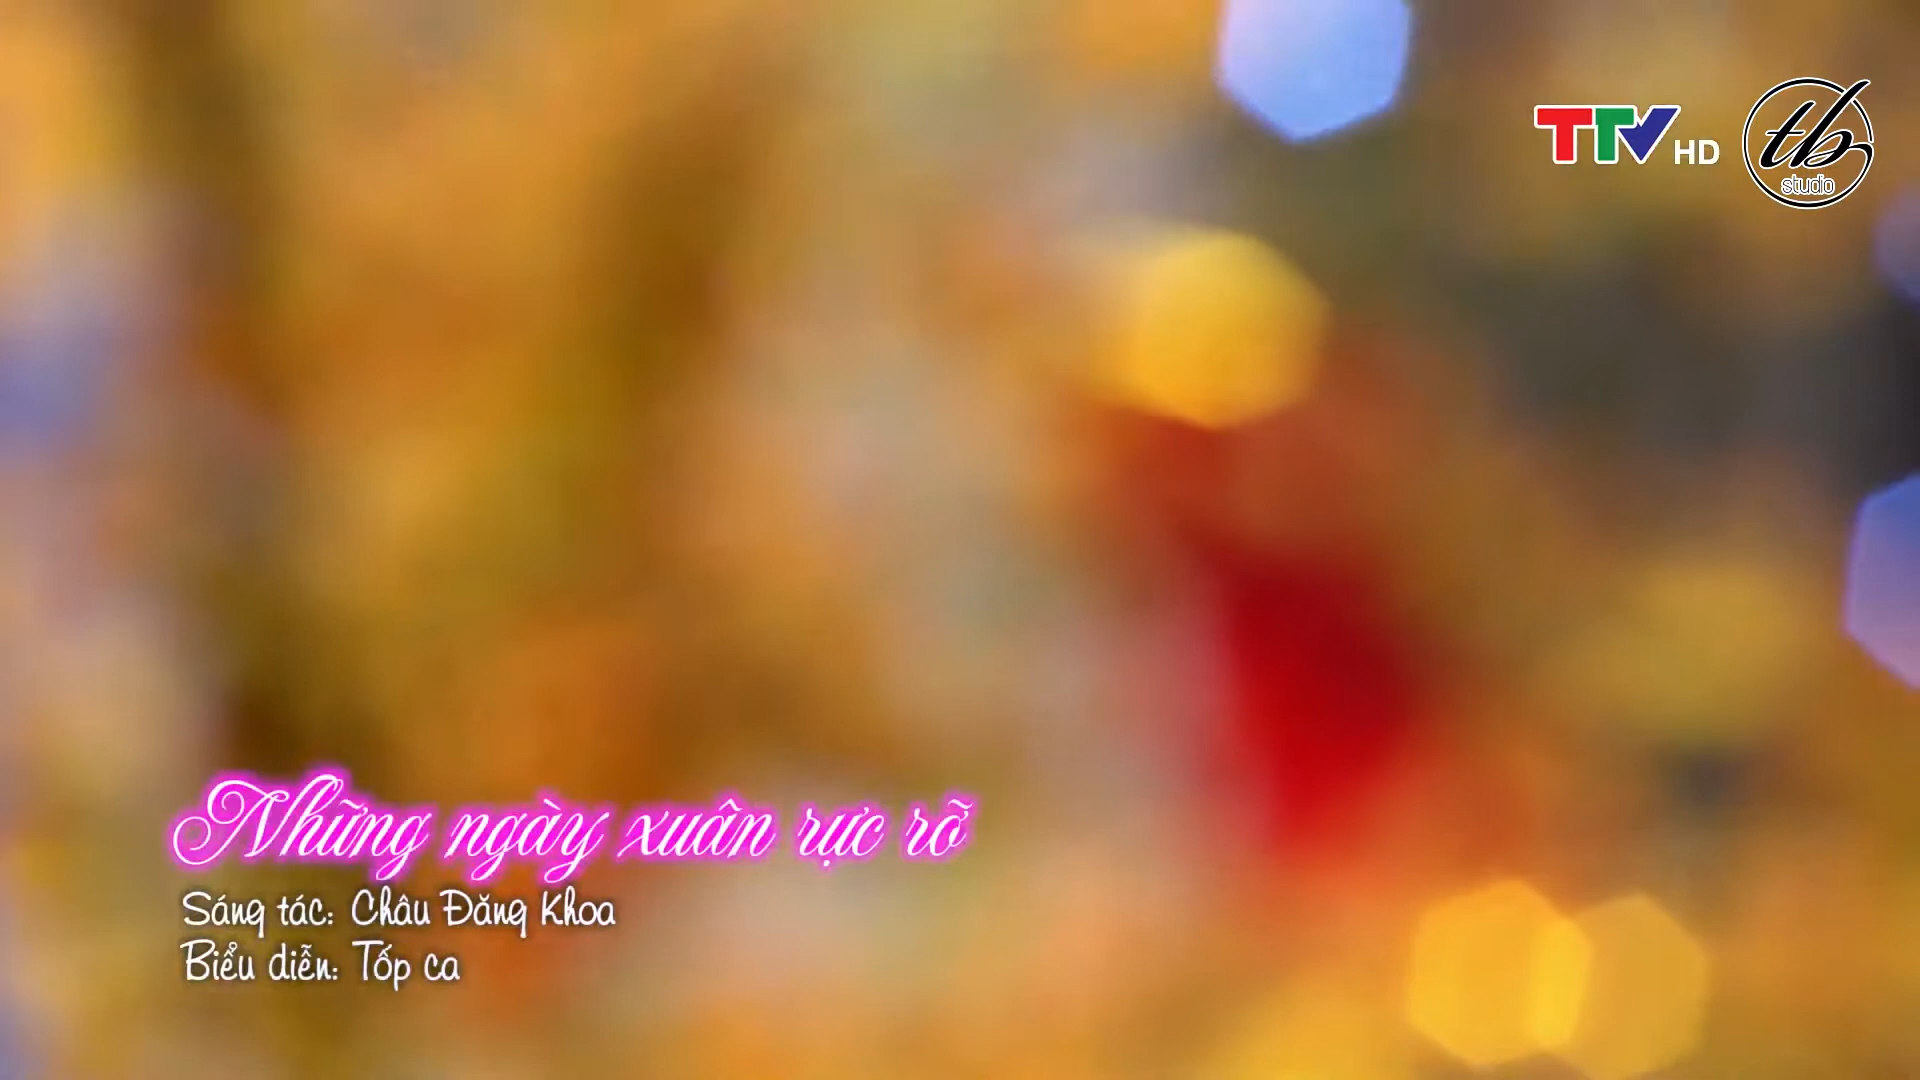 TTV HD
tb
studio
Những ngày xuân rực rỡ
Sáng tác: Châu Đăng Khoa
Biểu diễn: Tốp ca